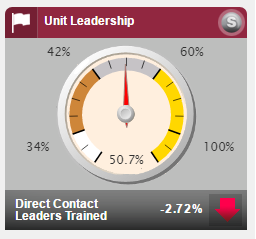 Unit Leadership
S
42%
60%
34%
100%
50.7%
Direct Contact
Leaders Trained
-2.72%